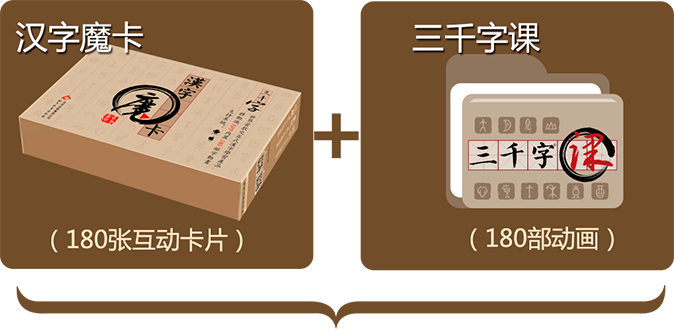 汉字魔卡
漢字
魔
卡
（180张互动卡片）
+
三千字课
三千字课
（180部动画）